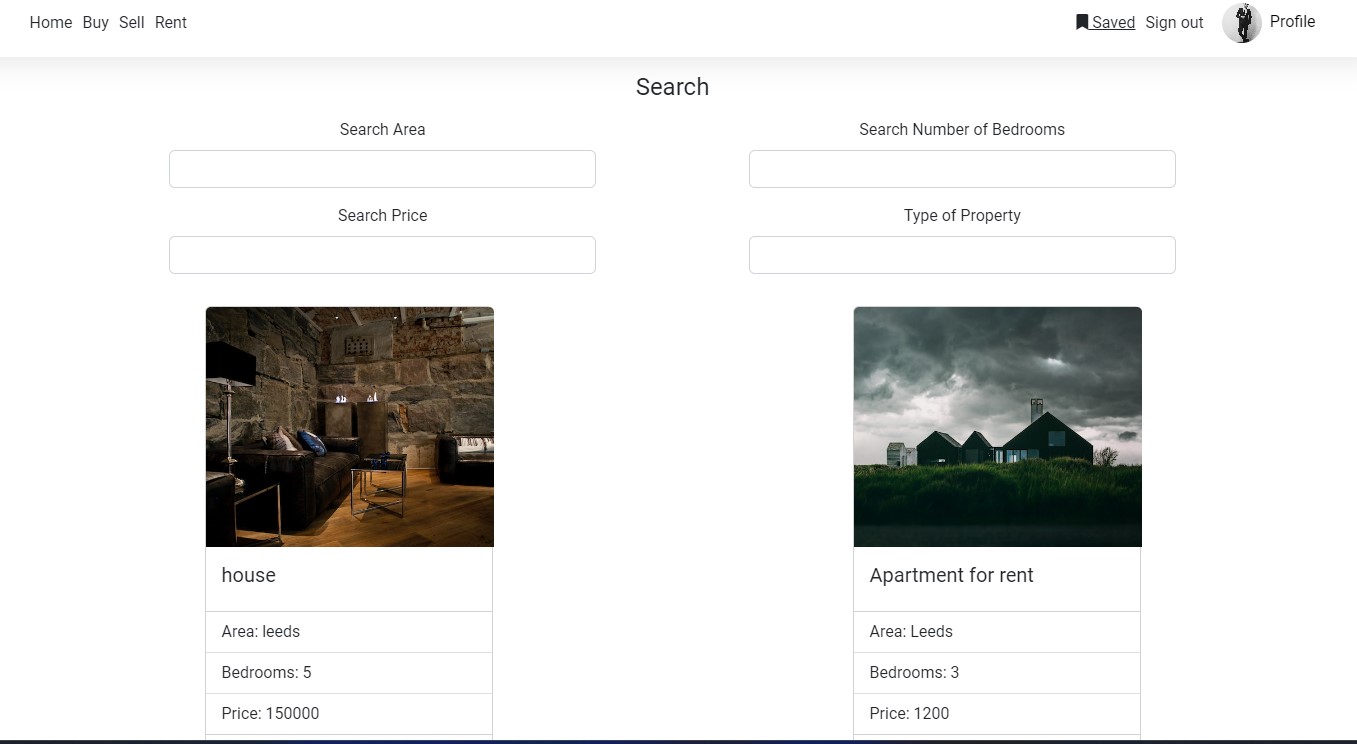 Home Buy Sell Rent Saved Sign out Profile
Search
Search Area
Search Number of Bedrooms
Search Price
Type of Property
house
Area: leeds
Bedrooms: 5
Price: 150000
Apartment for rent
Area: Leeds
Bedrooms: 3
Price: 1200